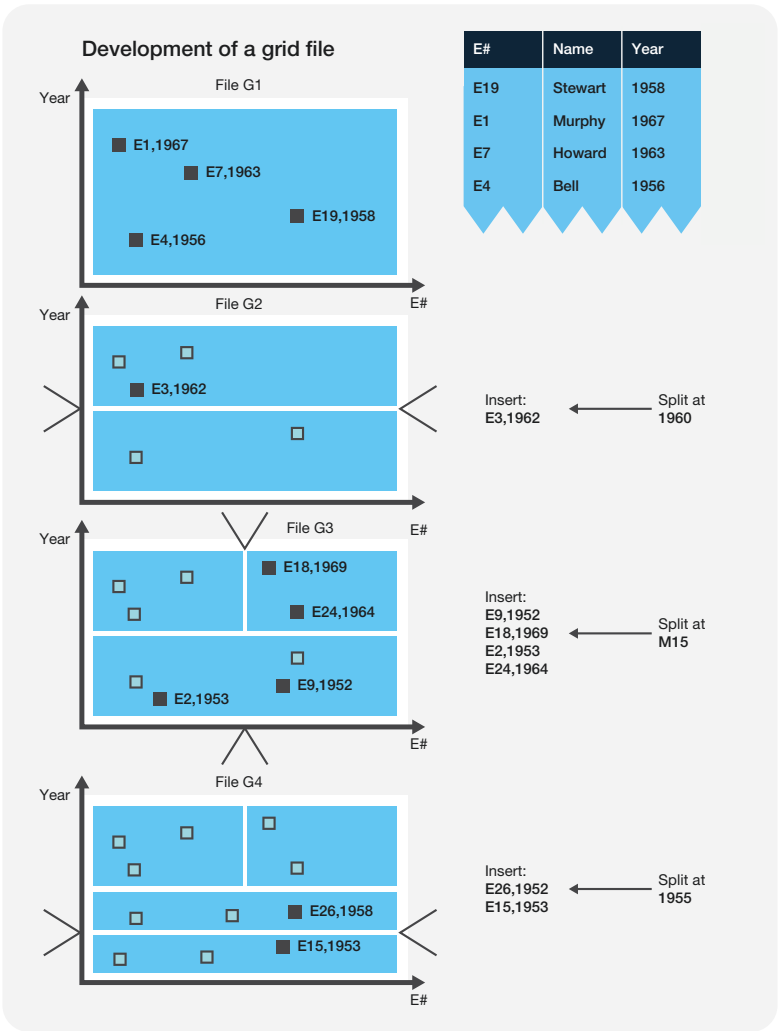 Development of a grid file
E# Name Year
E19 Stewart 1958
E1 Murphy 1967
E7 Howard 1963
E4 Bell 1956
File G1
Year
E1,1967
E7,1963
E19,1958
E4,1956
E#
File G2
Year
E3,1962
Insert:
E3,1962
Split at
1960
E#
File G3
Year
E18,1969
E24,1964
E9,1952
E2,1953
Insert:
E9,1952
E18,1969
E2,1953
E24,1964
Split at
M15
E#
File G4
Year
E26,1958
E15,1953
Insert:
E26,1952
E15,1953
Split at
1955
E#